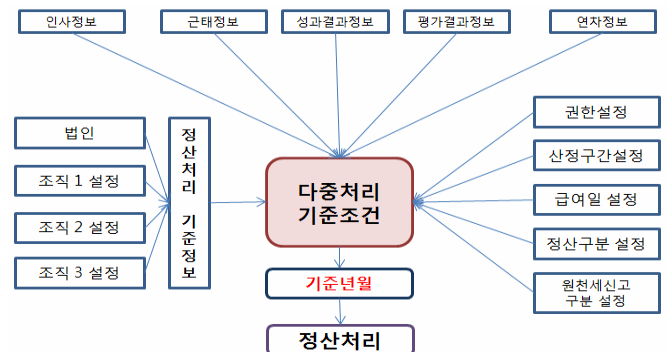 인사정보
근태정보
성과결과정보
평가결과정보
연차정보
법인
조직 1 설정
조직 2 설정
조직 3 설정
정산처리 기준정보
다중처리
기준조건
기준년월
정산처리
권한설정
산정구간설정
급여일 설정
정산구분 설정
원천세신고
구분 설정